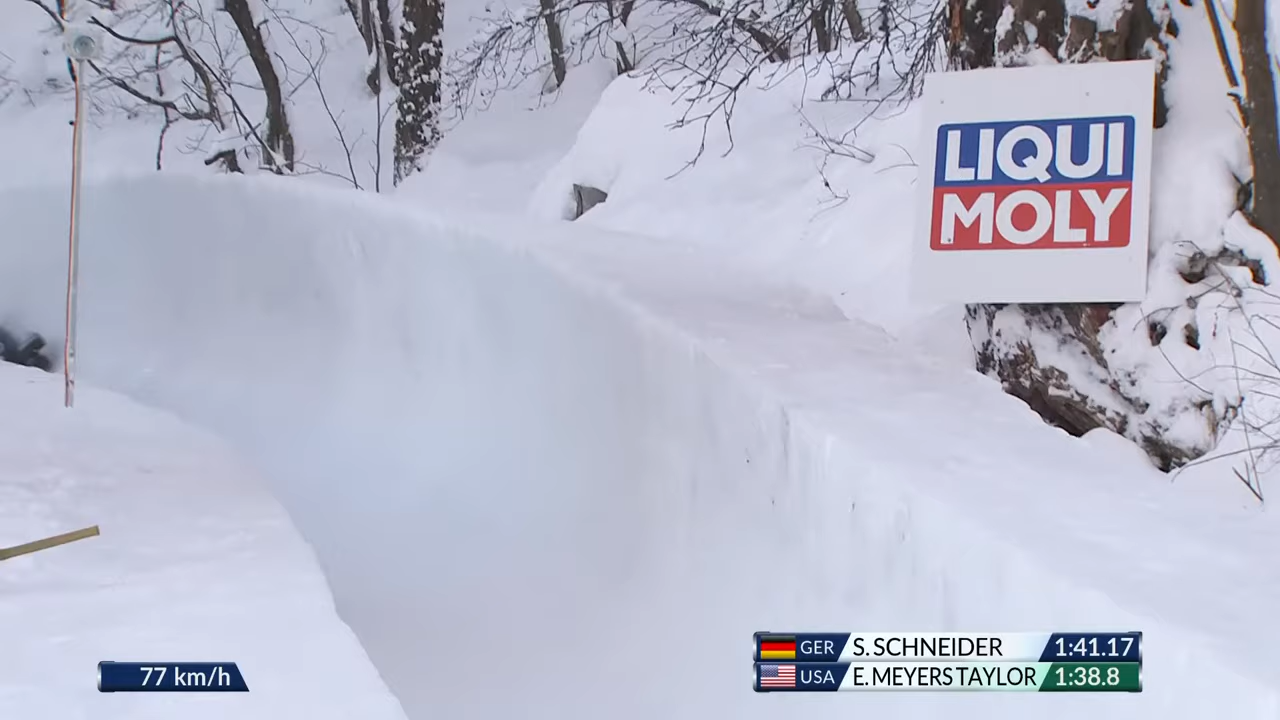 LIQUI
MOLY
77 km/h
GER S. SCHNEIDER 1:41.17
USA E. MEYERS TAYLOR 1:38.8